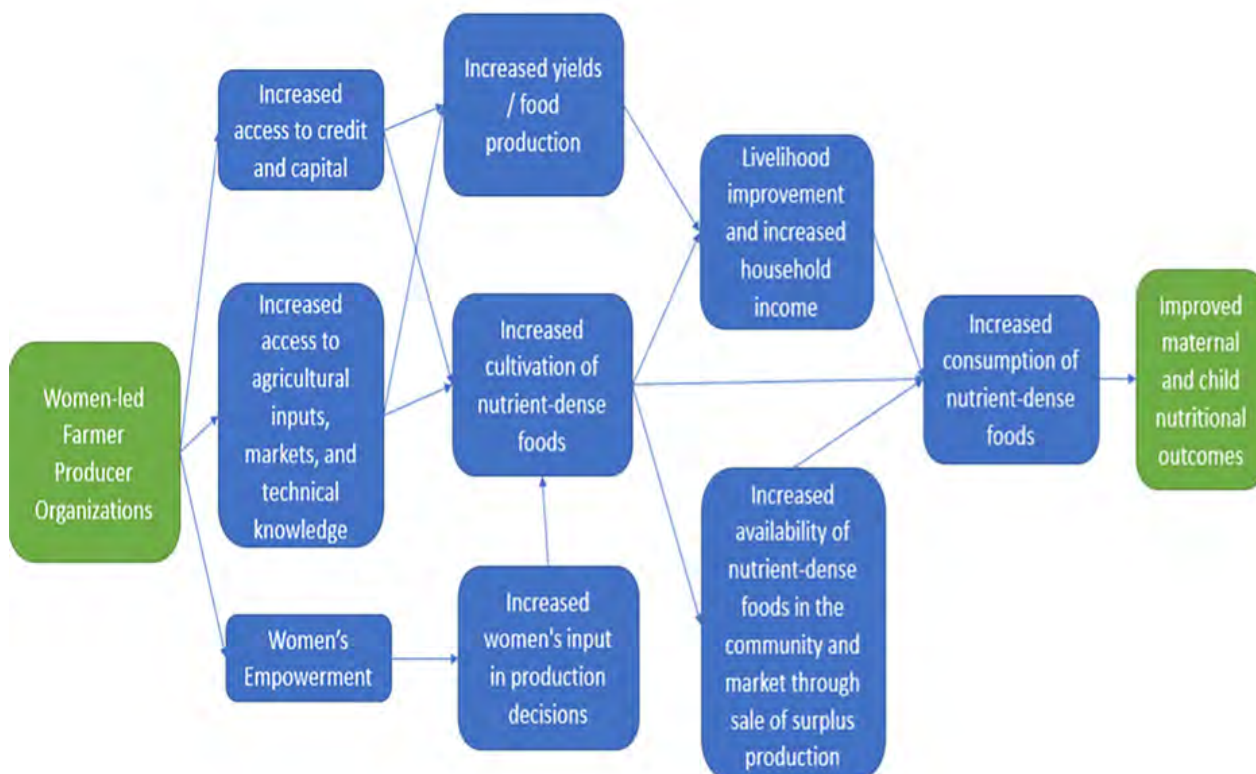 Women-led
Farmer
Producer
Organizations
Increased
access to credit
and capital
Increased
access to
agricultural
inputs,
markets, and
technical
knowledge
Women's
Empowerment
Increased yields
/ food
production
Increased
cultivation of
nutrient-dense
foods
Increased
women's input
in production
decisions
Livelihood
improvement
and increased
household
income
Increased
availability of
nutrient-dense
foods in the
community and
market through
sale of surplus
production
Increased
consumption of
nutrient-dense
foods
Improved
maternal
and child
nutritional
outcomes